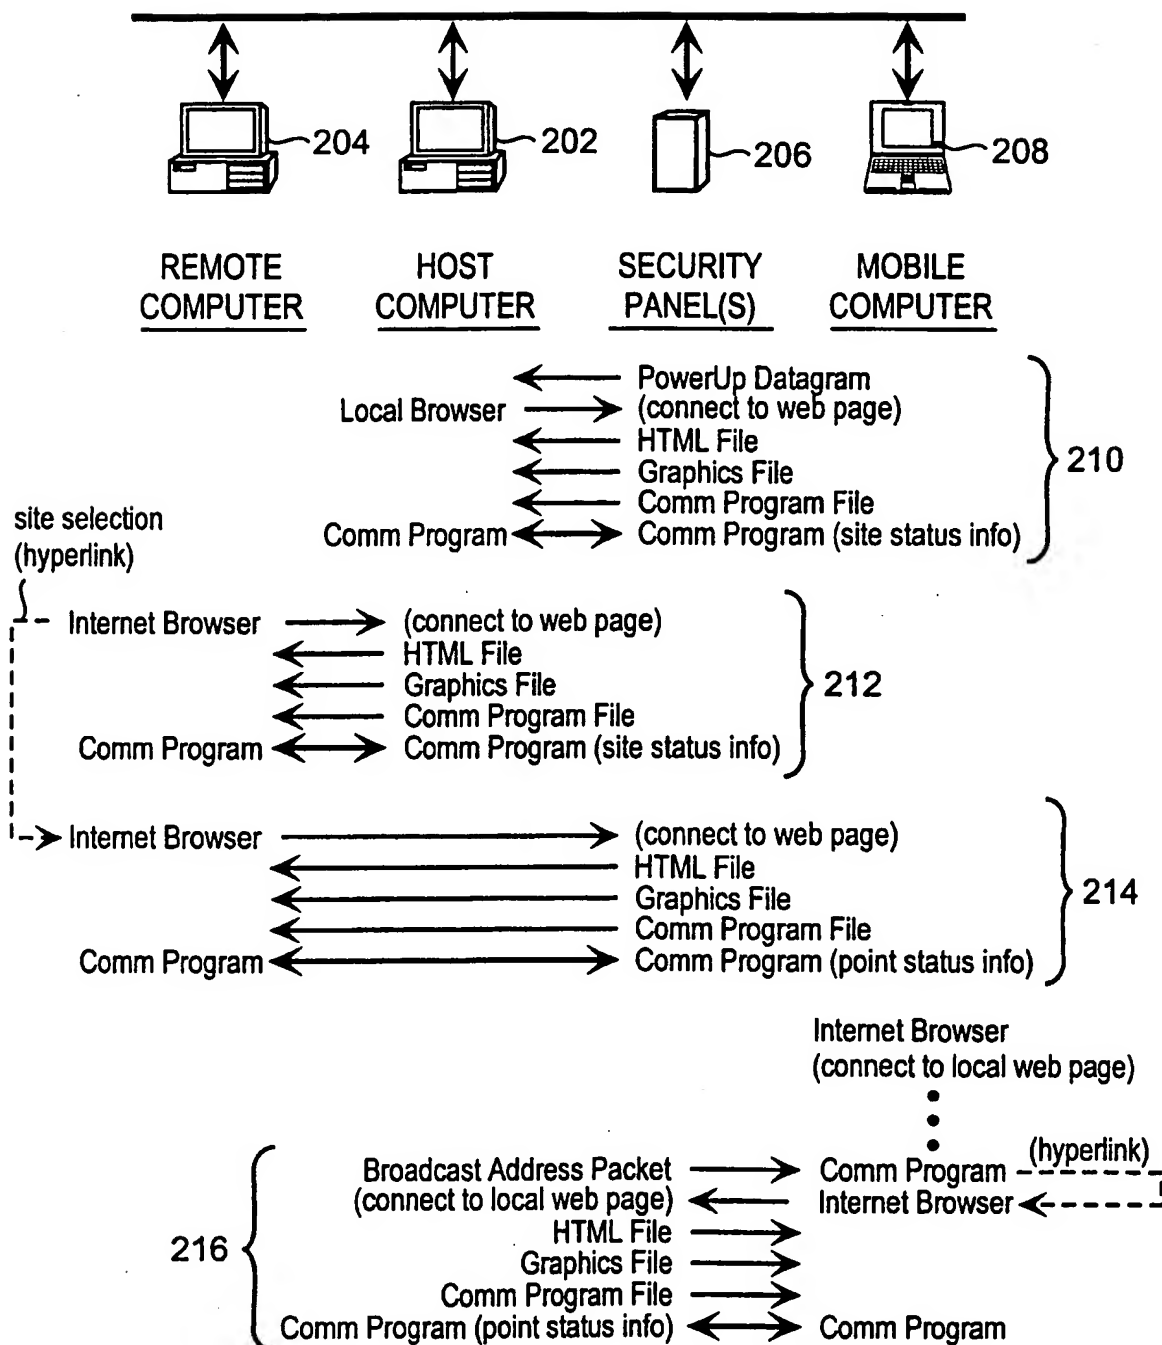 204
202
206
208
REMOTE
COMPUTER
HOST
COMPUTER
SECURITY
PANEL(S)
MOBILE
COMPUTER
PowerUp Datagram
Local Browser (connect to web page)
HTML File
Graphics File
Comm Program File
Comm Program Comm Program (site status info)
210
site selection
(hyperlink)
Internet Browser (connect to web page)
HTML File
Graphics File
Comm Program File
Comm Program Comm Program (site status info)
212
Internet Browser (connect to web page)
HTML File
Graphics File
Comm Program File
Comm Program Comm Program (point status info)
214
Internet Browser
(connect to local web page)
Broadcast Address Packet Comm Program (hyperlink)
(connect to local web page) Internet Browser
HTML File
Graphics File
Comm Program File
Comm Program (point status info) Comm Program
216